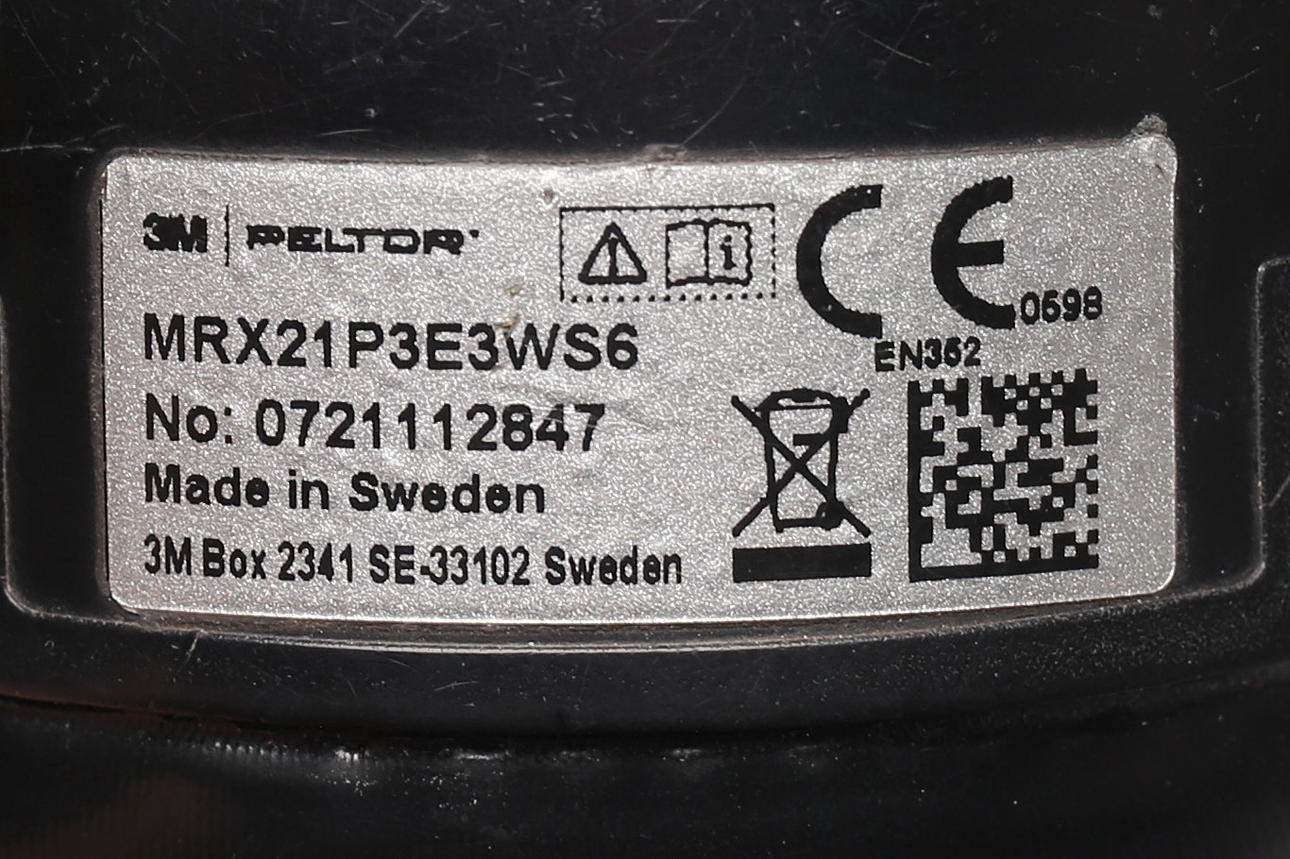 3M | PELTOR
CE 0598
MRX21P3E3WS6
EN352
No: 0721112847
Made in Sweden
3M Box 2341 SE-33102 Sweden